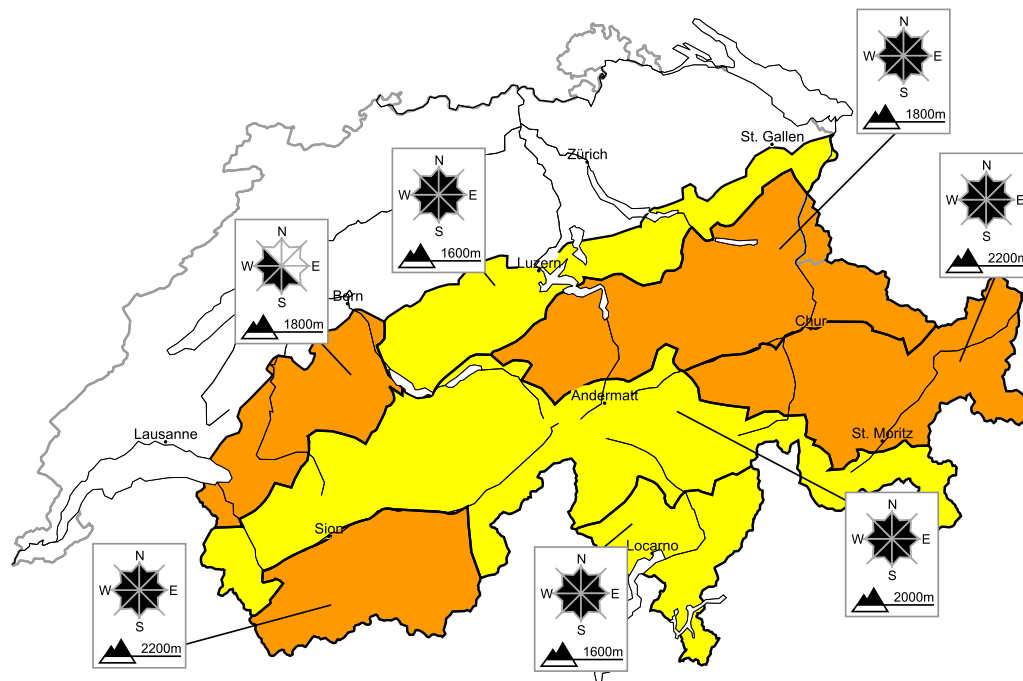 N
W E
S
1800m
St. Gallen
Zürich
N
W E
S
1600m
N
W E
S
2200m
N
W E
S
1800m
Luzern
Bern
Chur
Andermatt
Lausanne
St. Moritz
N
W E
S
2000m
Sion
Locarno
N
W E
S
2200m
N
W E
S
1600m